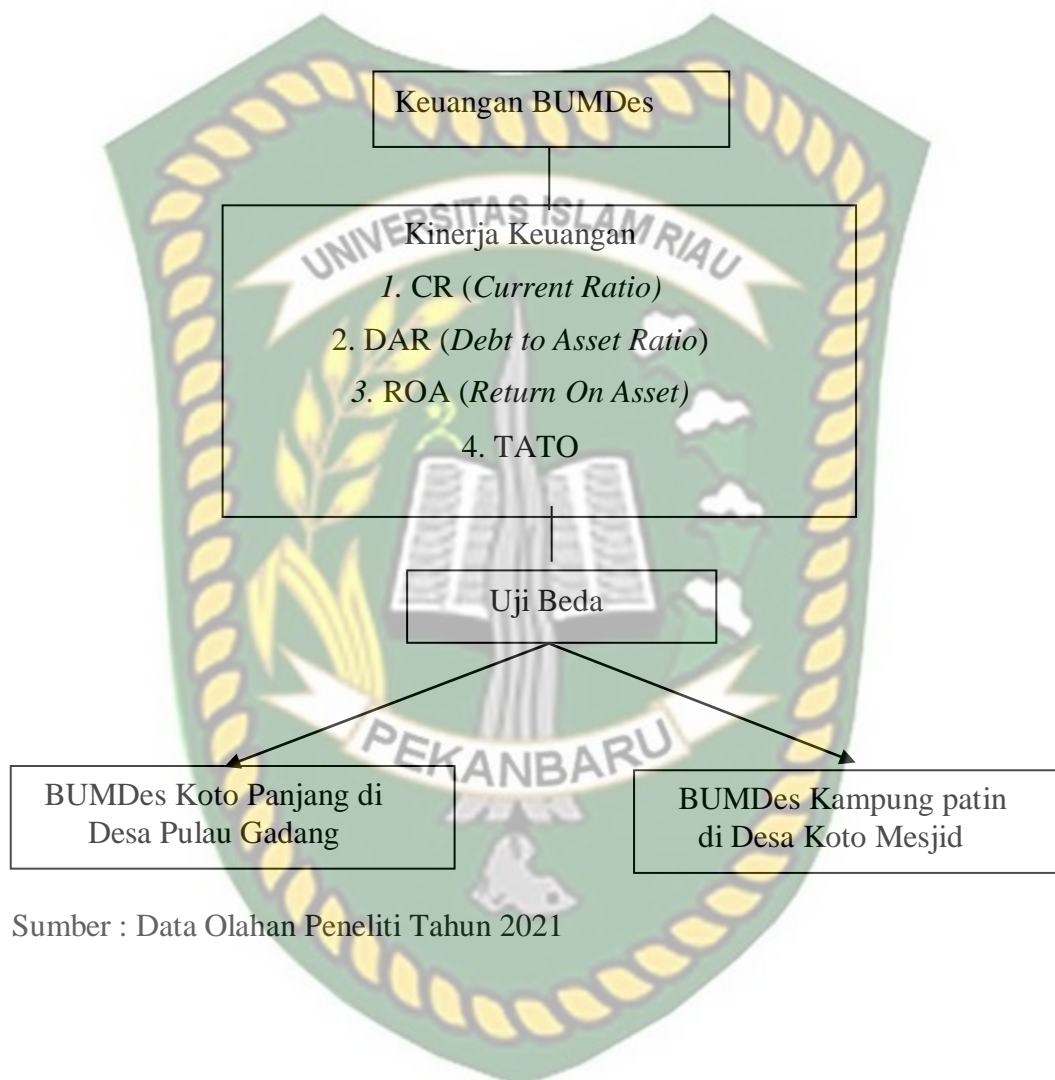 Keuangan BUMDes
UNIVERSITAS ISLAM RIAU
Kinerja Keuangan
1. CR (Current Ratio)
2. DAR (Debt to Asset Ratio)
3. ROA (Return On Asset)
4. TATO
Uji Beda
PEKANBARU
BUMDes Koto Panjang di
Desa Pulau Gadang
BUMDes Kampung patin
di Desa Koto Mesjid
Sumber : Data Olahan Peneliti Tahun 2021